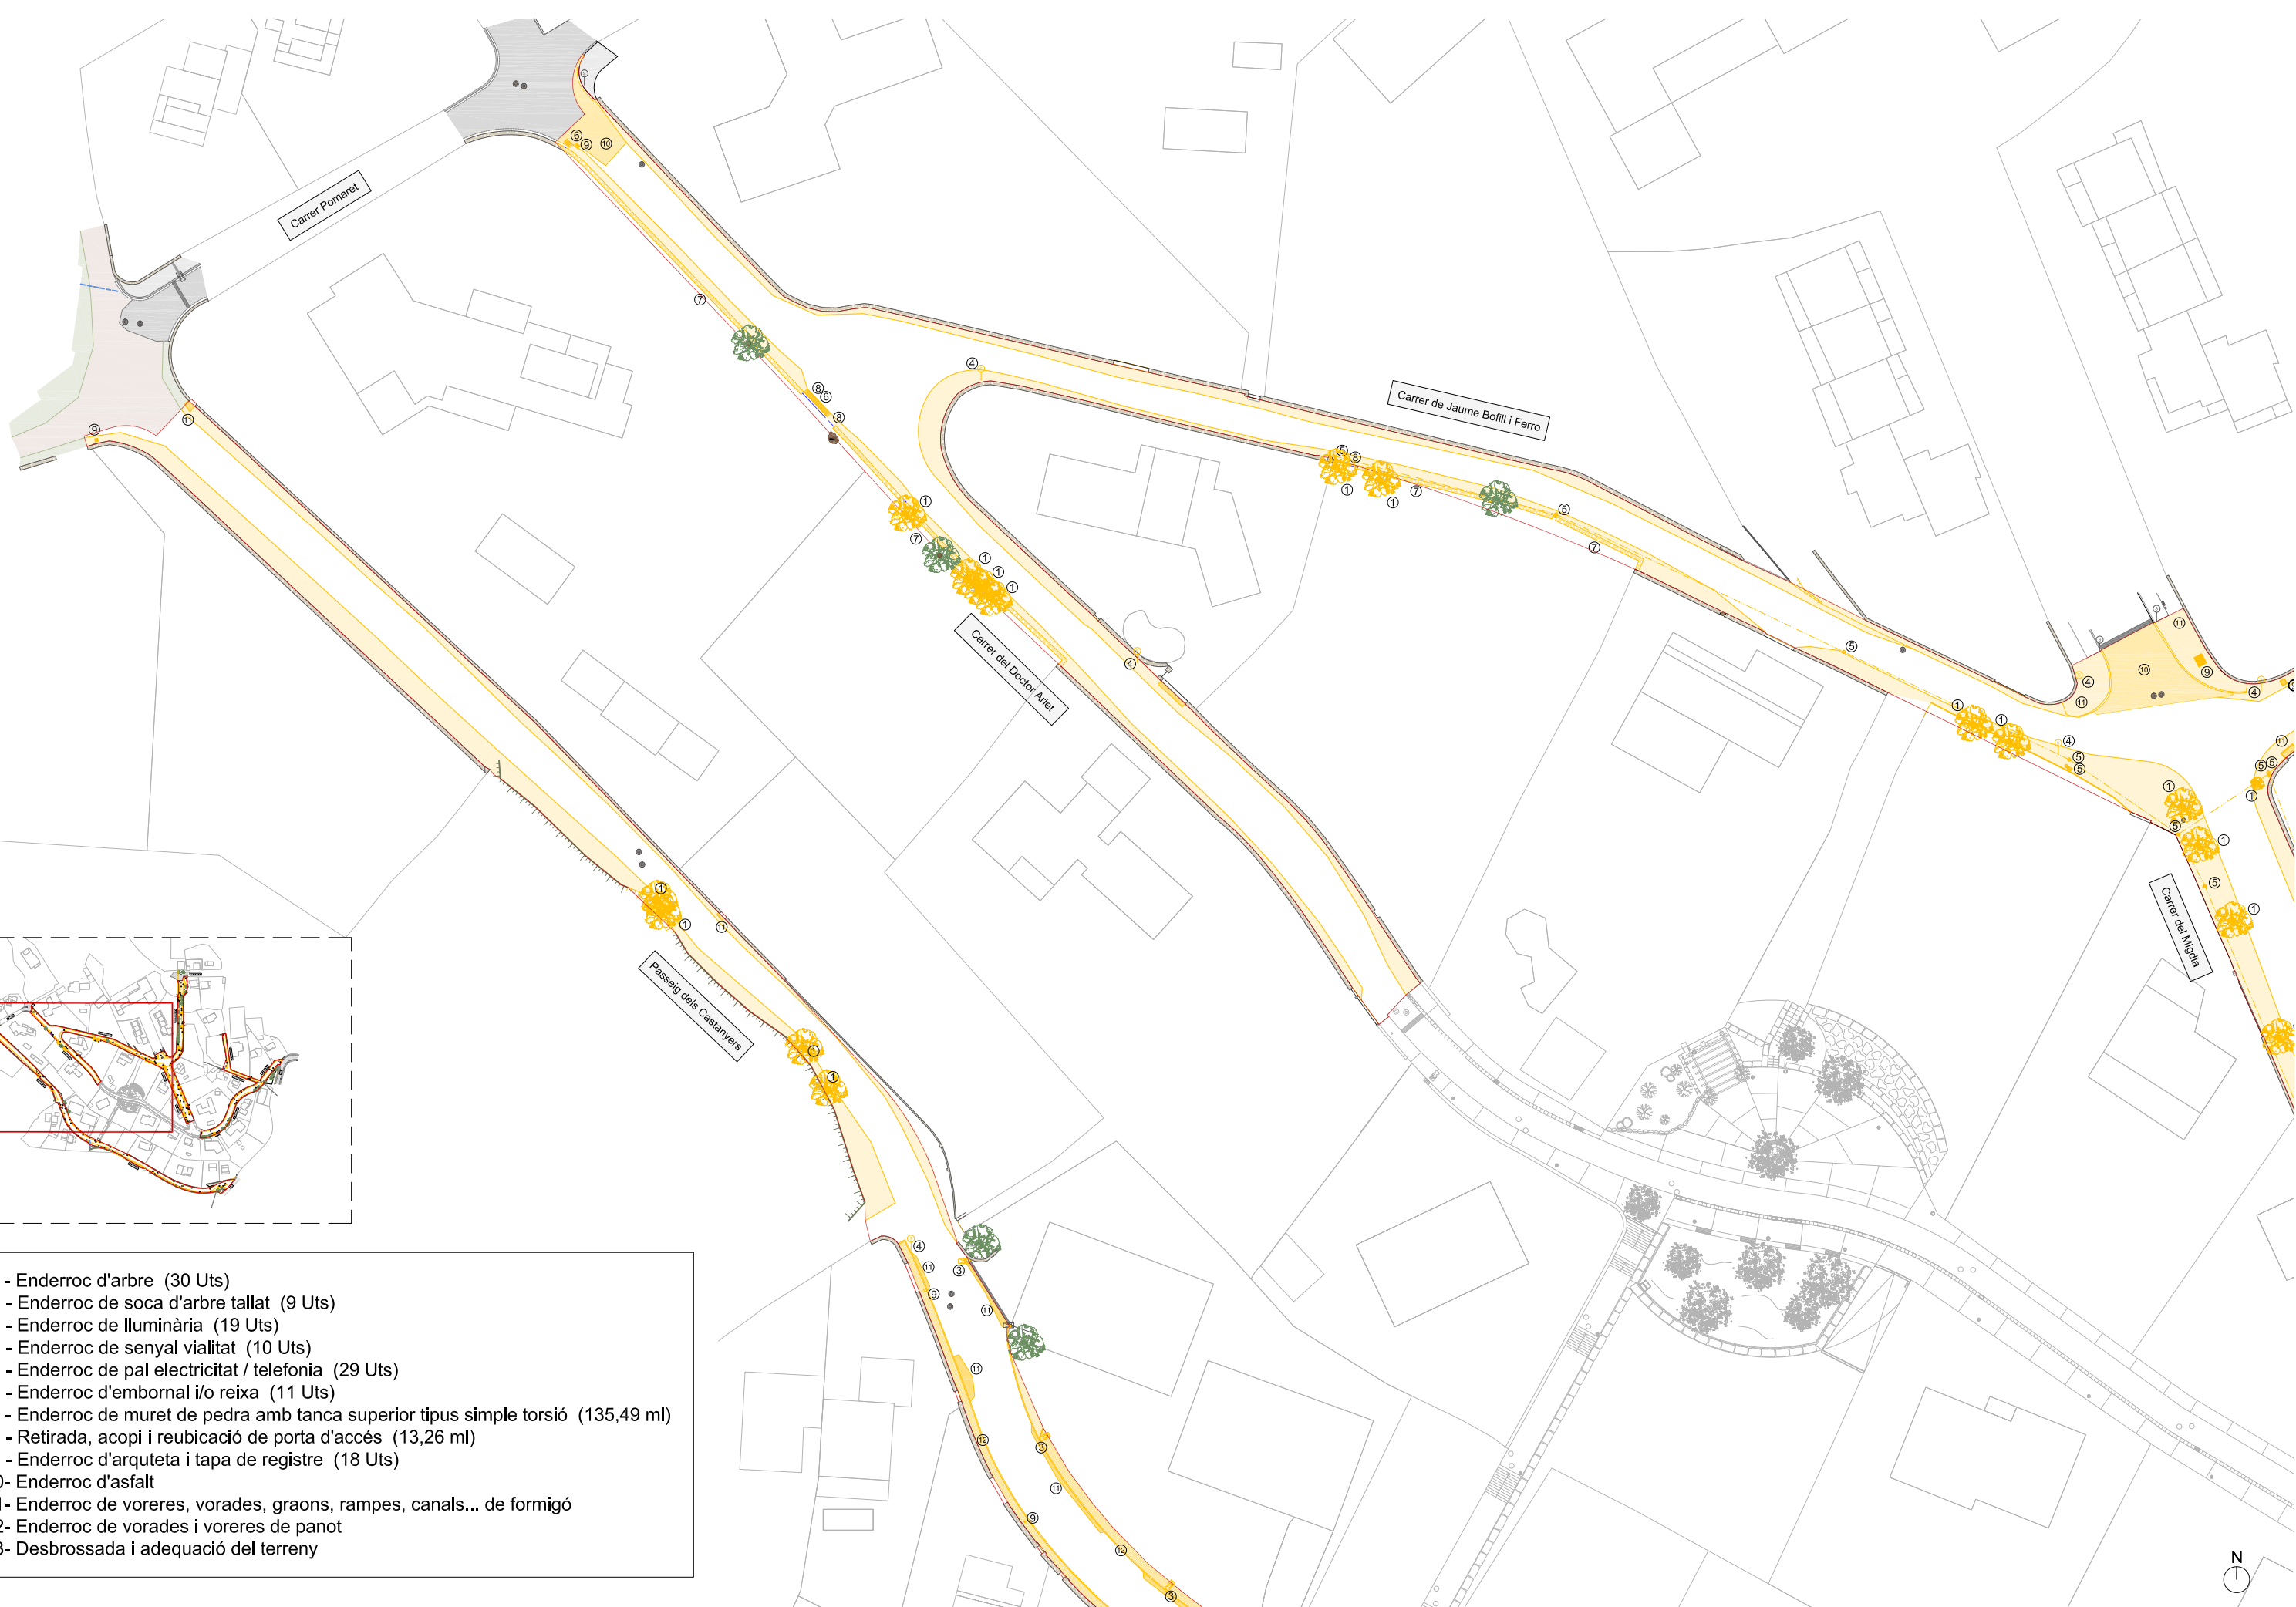 Carrer Pomaret
Carrer de Jaume Bofill i Ferro
Carrer del Doctor Ariet
Carrer del Migdia
Passeig dels Castanyers
- Enderroc d'arbre (30 Uts)
- Enderroc de soca d'arbre tallat (9 Uts)
- Enderroc de lluminària (19 Uts)
- Enderroc de senyal vialitat (10 Uts)
- Enderroc de pal electricitat / telefonia (29 Uts)
- Enderroc d'embornal i/o reixa (11 Uts)
- Enderroc de muret de pedra amb tanca superior tipus simple torsió (135,49 ml)
- Retirada, acopi i reubicació de porta d'accés (13,26 ml)
- Enderroc d'arquteta i tapa de registre (18 Uts)
0- Enderroc d'asfalt
- Enderroc de voreres, vorades, graons, rampes, canals... de formigó
2- Enderroc de vorades i voreres de panot
3- Desbrossada i adequació del terreny
N